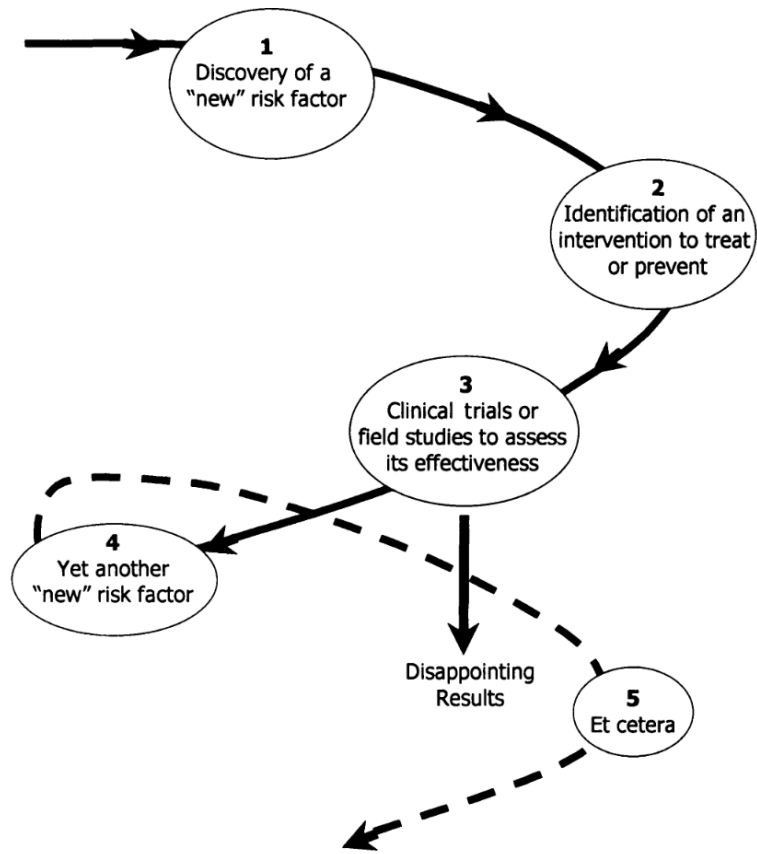 1
Discovery of a
“new” risk factor
2
Identification of an
intervention to treat
or prevent
3
Clinical trials or
field studies to assess
its effectiveness
4
Yet another
“new” risk factor
Disappointing
Results
5
Et cetera